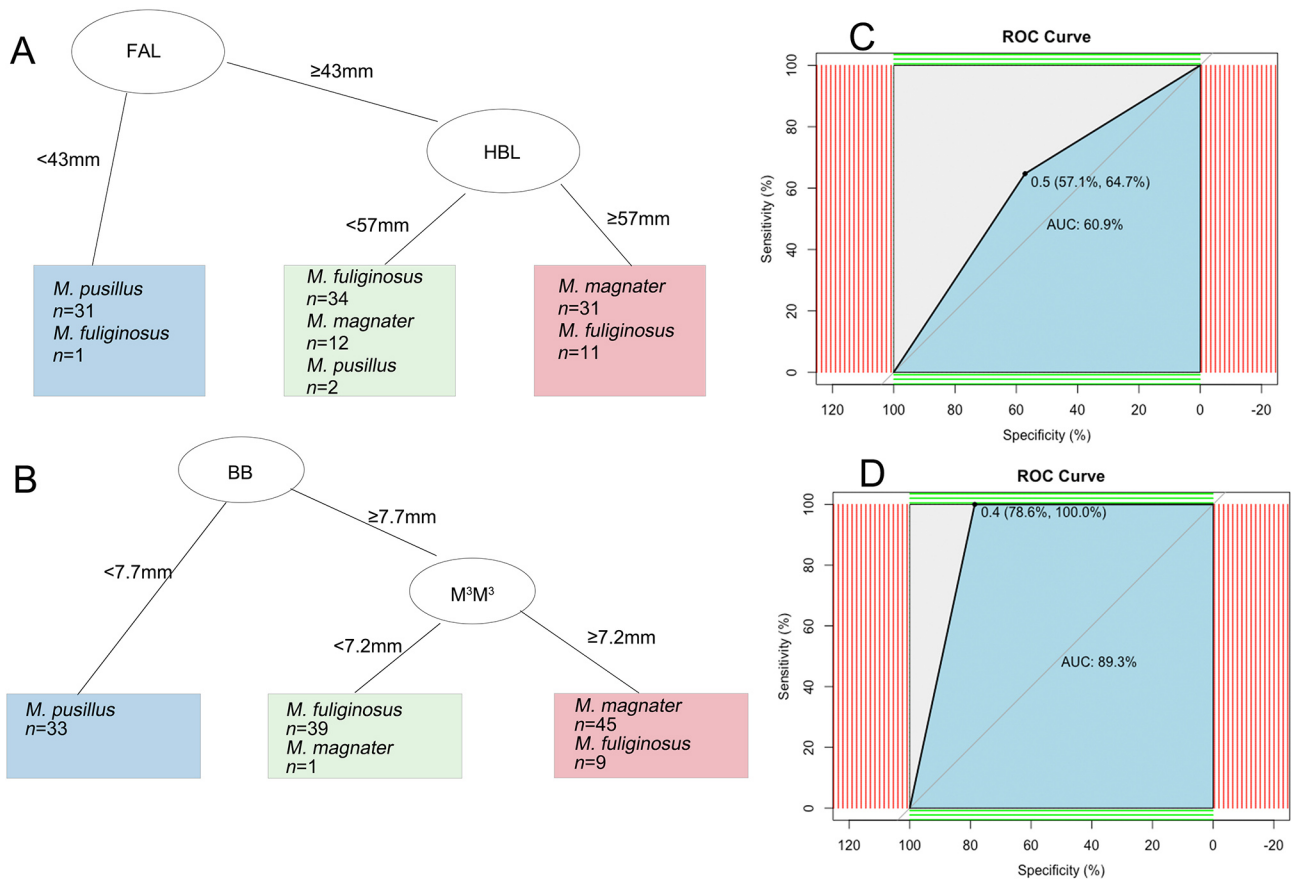 A
FAL
≥43mm
<43mm
HBL
<57mm
≥57mm
M. pusillus
n=31
M. fuliginosus
n=1
M. fuliginosus
n=34
M. magnater
n=12
M. pusillus
n=2
M. magnater
n=31
M. fuliginosus
n=11
B
BB
≥7.7mm
<7.7mm
M³M³
<7.2mm
≥7.2mm
M. pusillus
n=33
M. fuliginosus
n=39
M. magnater
n=1
M. magnater
n=45
M. fuliginosus
n=9
C
ROC Curve
Sensitivity (%)
100
80
60
40
20
0
0.5 (57.1%, 64.7%)
AUC: 60.9%
120 100 80 60 40 20 0 -20
Specificity (%)
D
ROC Curve
Sensitivity (%)
100
80
60
40
20
0
0.4 (78.6%, 100.0%)
AUC: 89.3%
120 100 80 60 40 20 0 -20
Specificity (%)